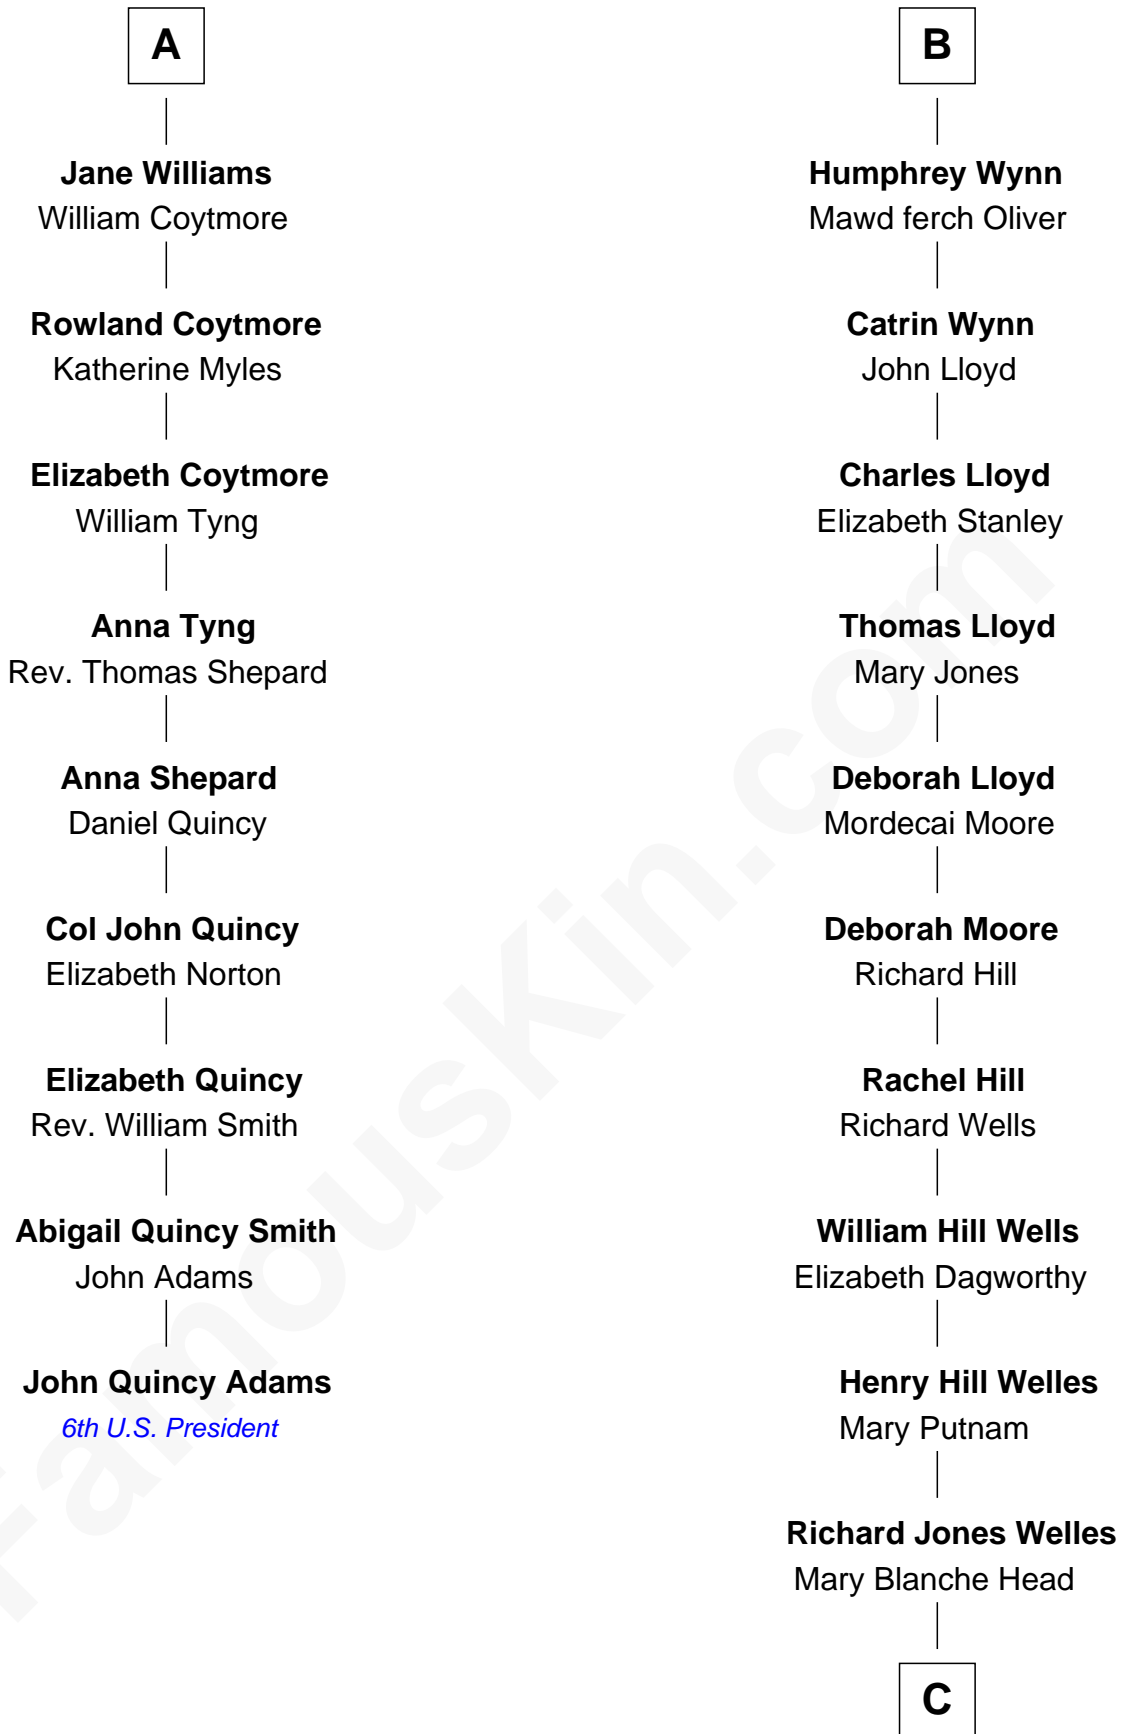 A
Jane Williams
William Coytmore
Rowland Coytmore
Katherine Myles
Elizabeth Coytmore
William Tyng
Anna Tyng
Rev. Thomas Shepard
Anna Shepard
Daniel Quincy
Col John Quincy
Elizabeth Norton
Elizabeth Quincy
Rev. William Smith
Abigail Quincy Smith
John Adams
John Quincy Adams
6th U.S. President
B
Humphrey Wynn
Mawd ferch Oliver
Catrin Wynn
John Lloyd
Charles Lloyd
Elizabeth Stanley
Thomas Lloyd
Mary Jones
Deborah Lloyd
Mordecai Moore
Deborah Moore
Richard Hill
Rachel Hill
Richard Wells
William Hill Wells
Elizabeth Dagworthy
Henry Hill Welles
Mary Putnam
Richard Jones Welles
Mary Blanche Head
C
FamousKin.com